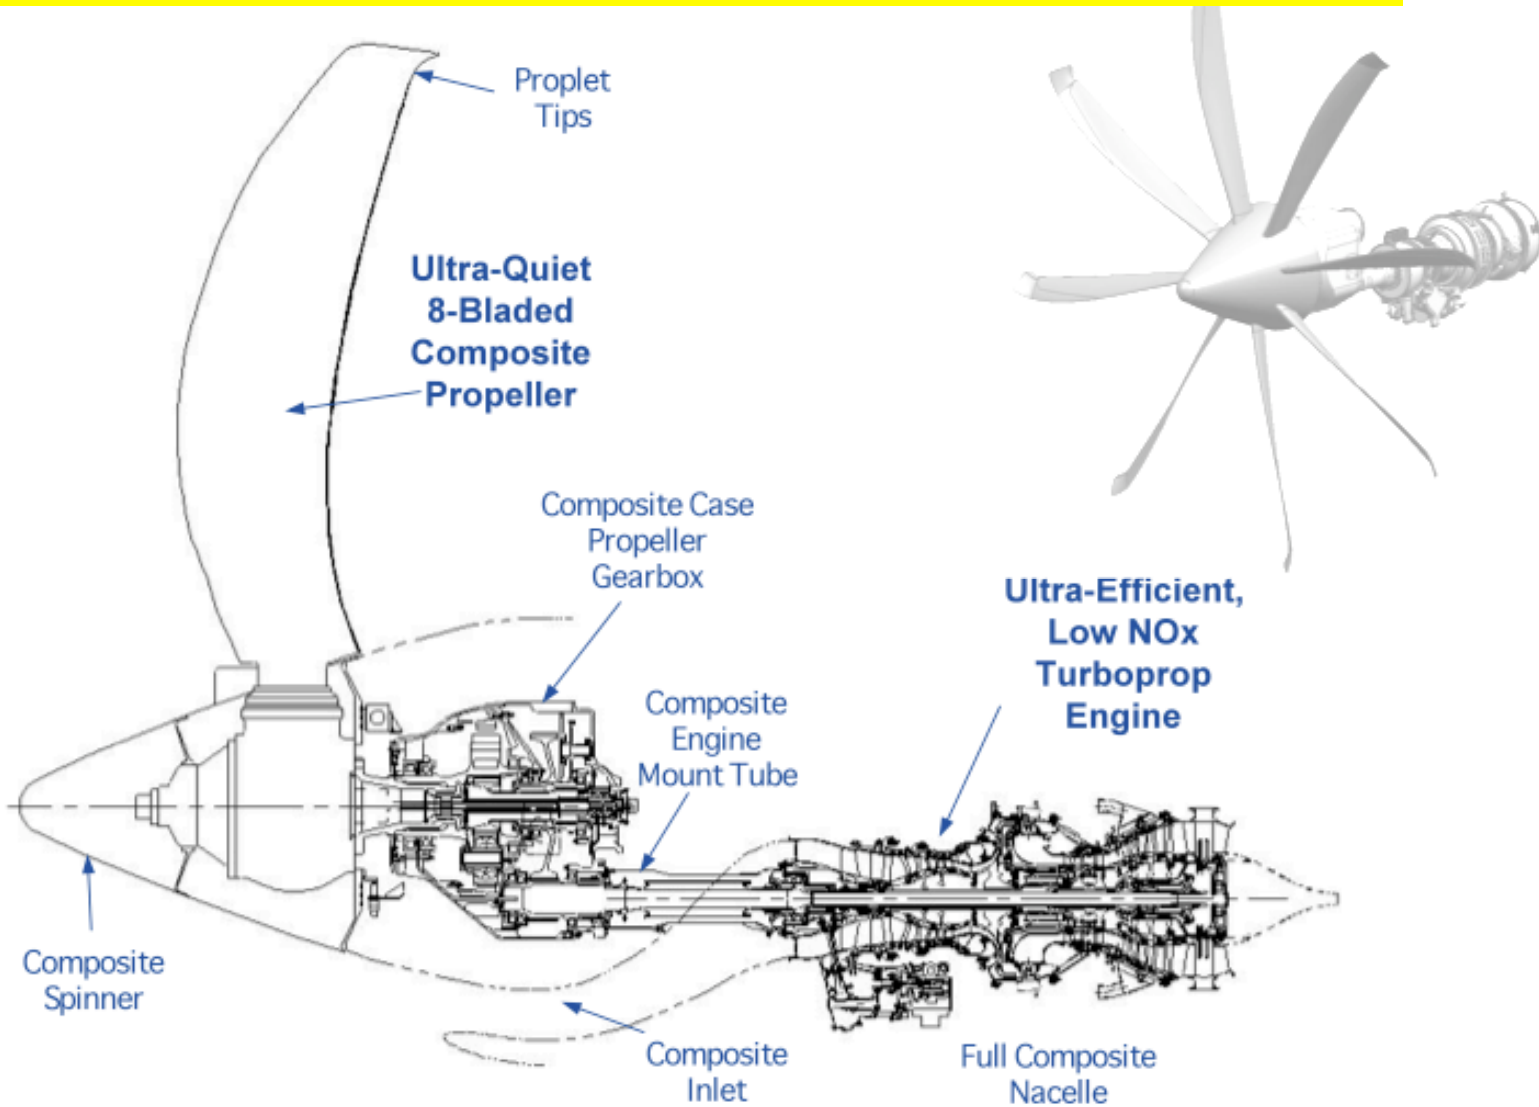 Proplet
Tips
Ultra-Quiet
8-Bladed
Composite
Propeller
Composite Case
Propeller
Gearbox
Ultra-Efficient,
Low NOx
Turboprop
Engine
Composite
Engine
Mount Tube
Composite
Spinner
Composite
Inlet
Full Composite
Nacelle